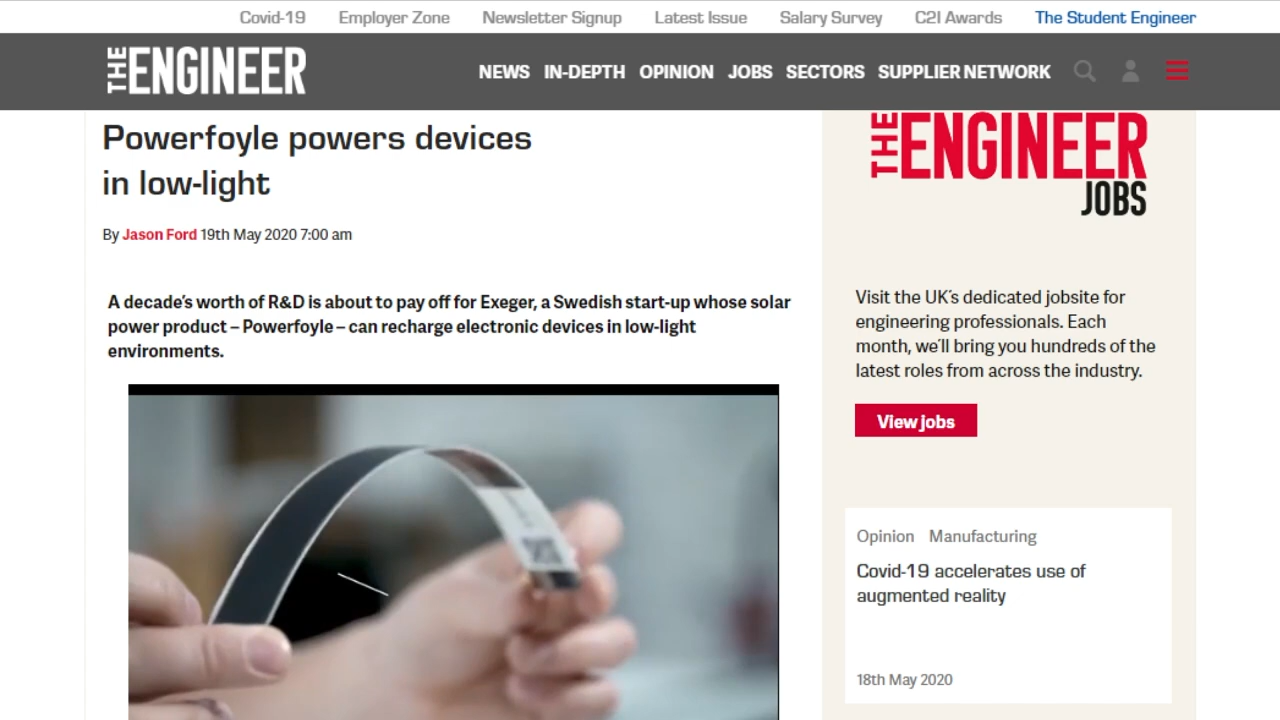 Covid-19 Employer Zone Newsletter Signup Latest Issue Salary Survey C2I Awards The Student Engineer
THE ENGINEER
NEWS IN-DEPTH OPINION JOBS SECTORS SUPPLIER NETWORK
Powerfoyle powers devices
in low-light
By Jason Ford 19th May 2020 7:00 am
A decade's worth of R&D is about to pay off for Exeger, a Swedish start-up whose solar
power product – Powerfoyle – can recharge electronic devices in low-light
environments.
THE ENGINEER
JOBS
Visit the UK's dedicated jobsite for
engineering professionals. Each
month, we'll bring you hundreds of the
latest roles from across the industry.
View jobs
Opinion Manufacturing
Covid-19 accelerates use of
augmented reality
18th May 2020